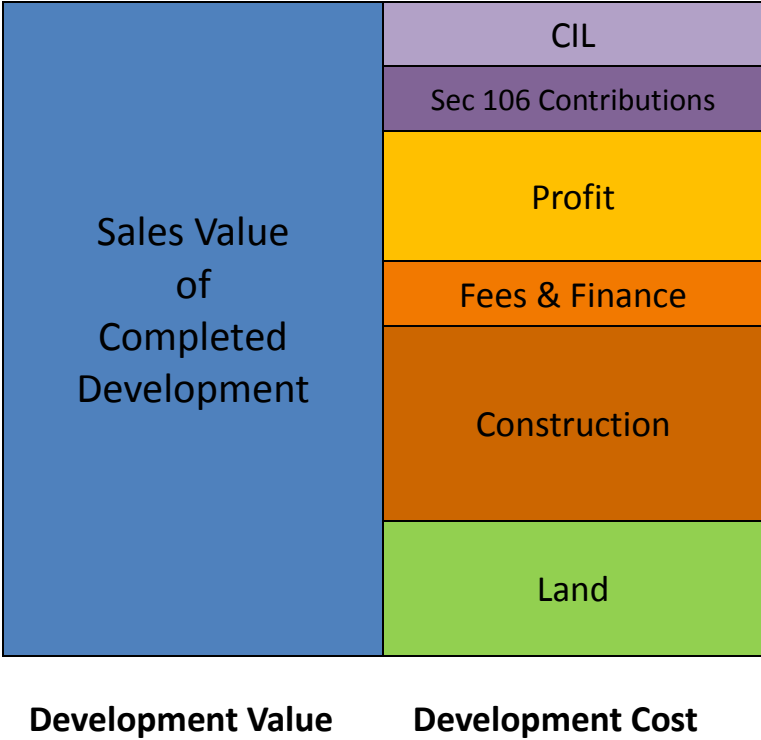 Sales Value
of
Completed
Development
CIL
Sec 106 Contributions
Profit
Fees & Finance
Construction
Land
Development Value
Development Cost